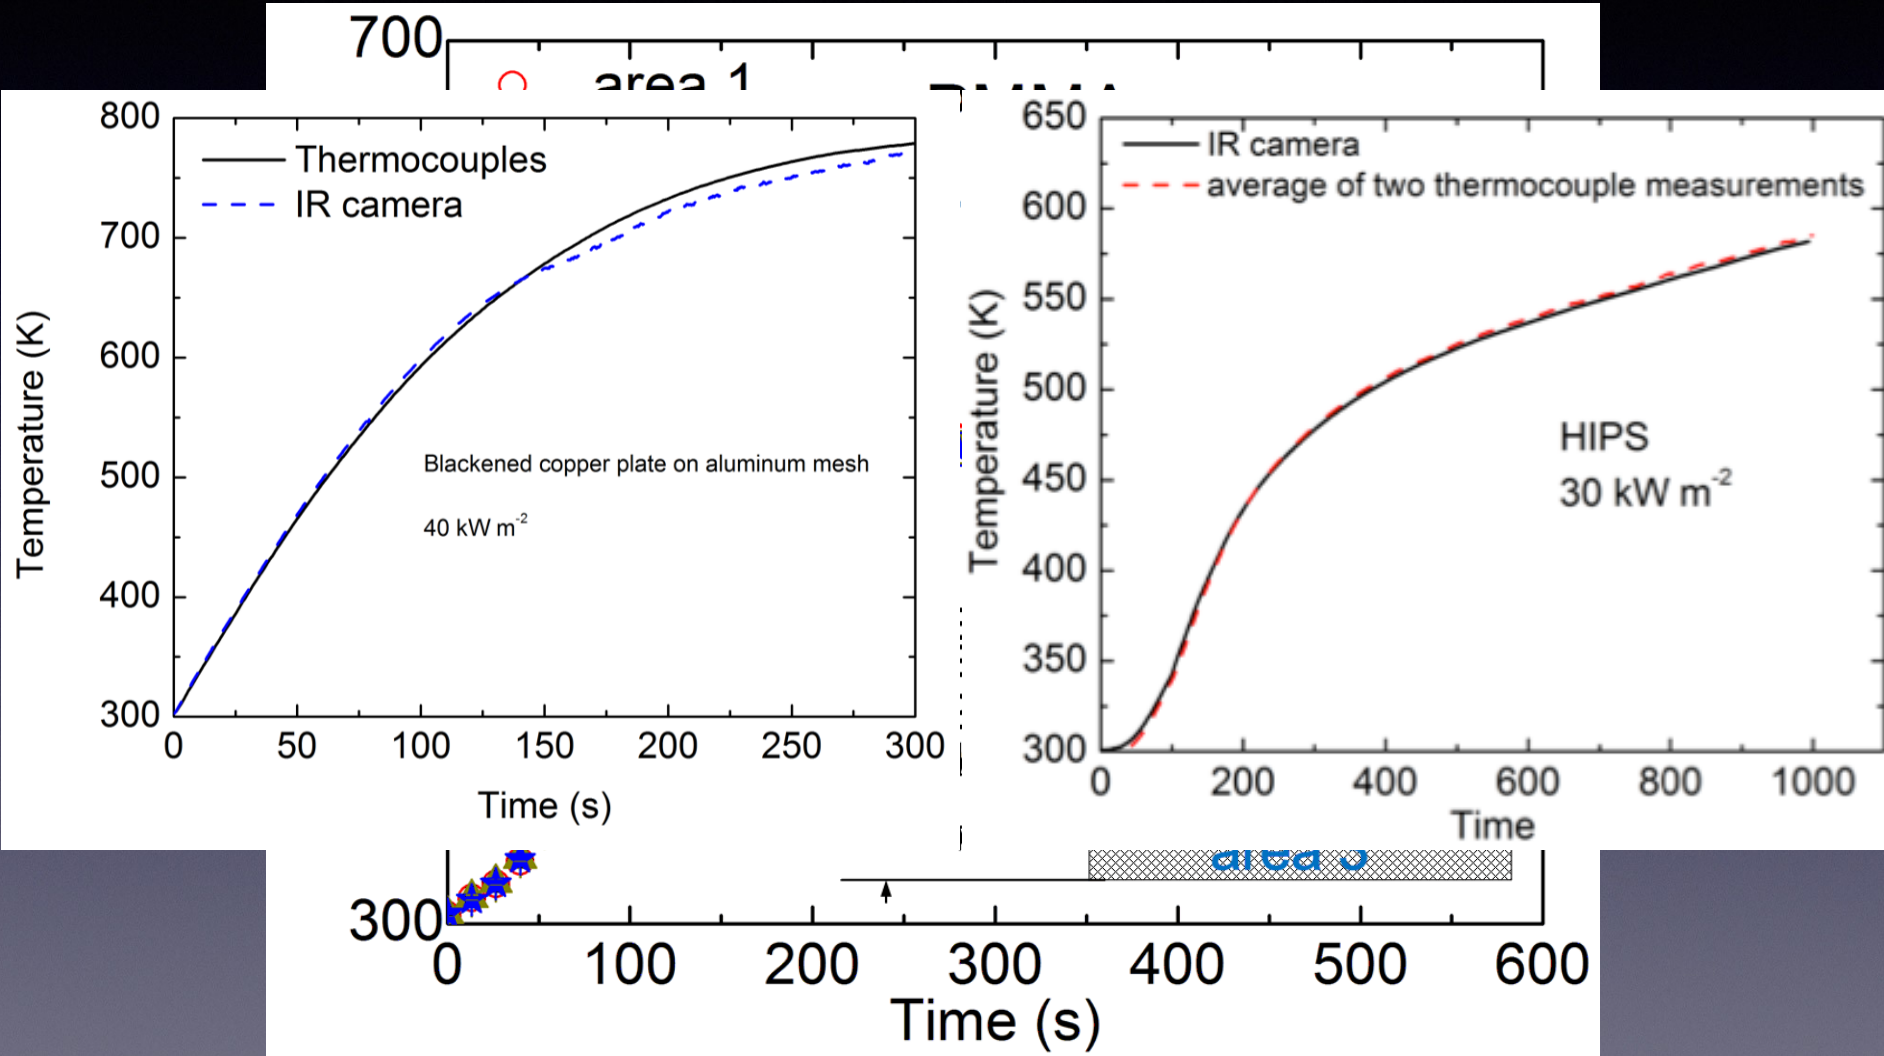 700
area 1
PMMA
800
700
600
500
400
300
0 50 100 150 200 250 300
Temperature (K)
Time (s)
Thermocouples
IR camera
Blackened copper plate on aluminum mesh
40 kW m-2
650
600
550
500
450
400
350
300
0 200 400 600 800 1000
Temperature (K)
Time
IR camera
average of two thermocouple measurements
HIPS
30 kW m-2
area 3
300
0 100 200 300 400 500 600
Time (s)